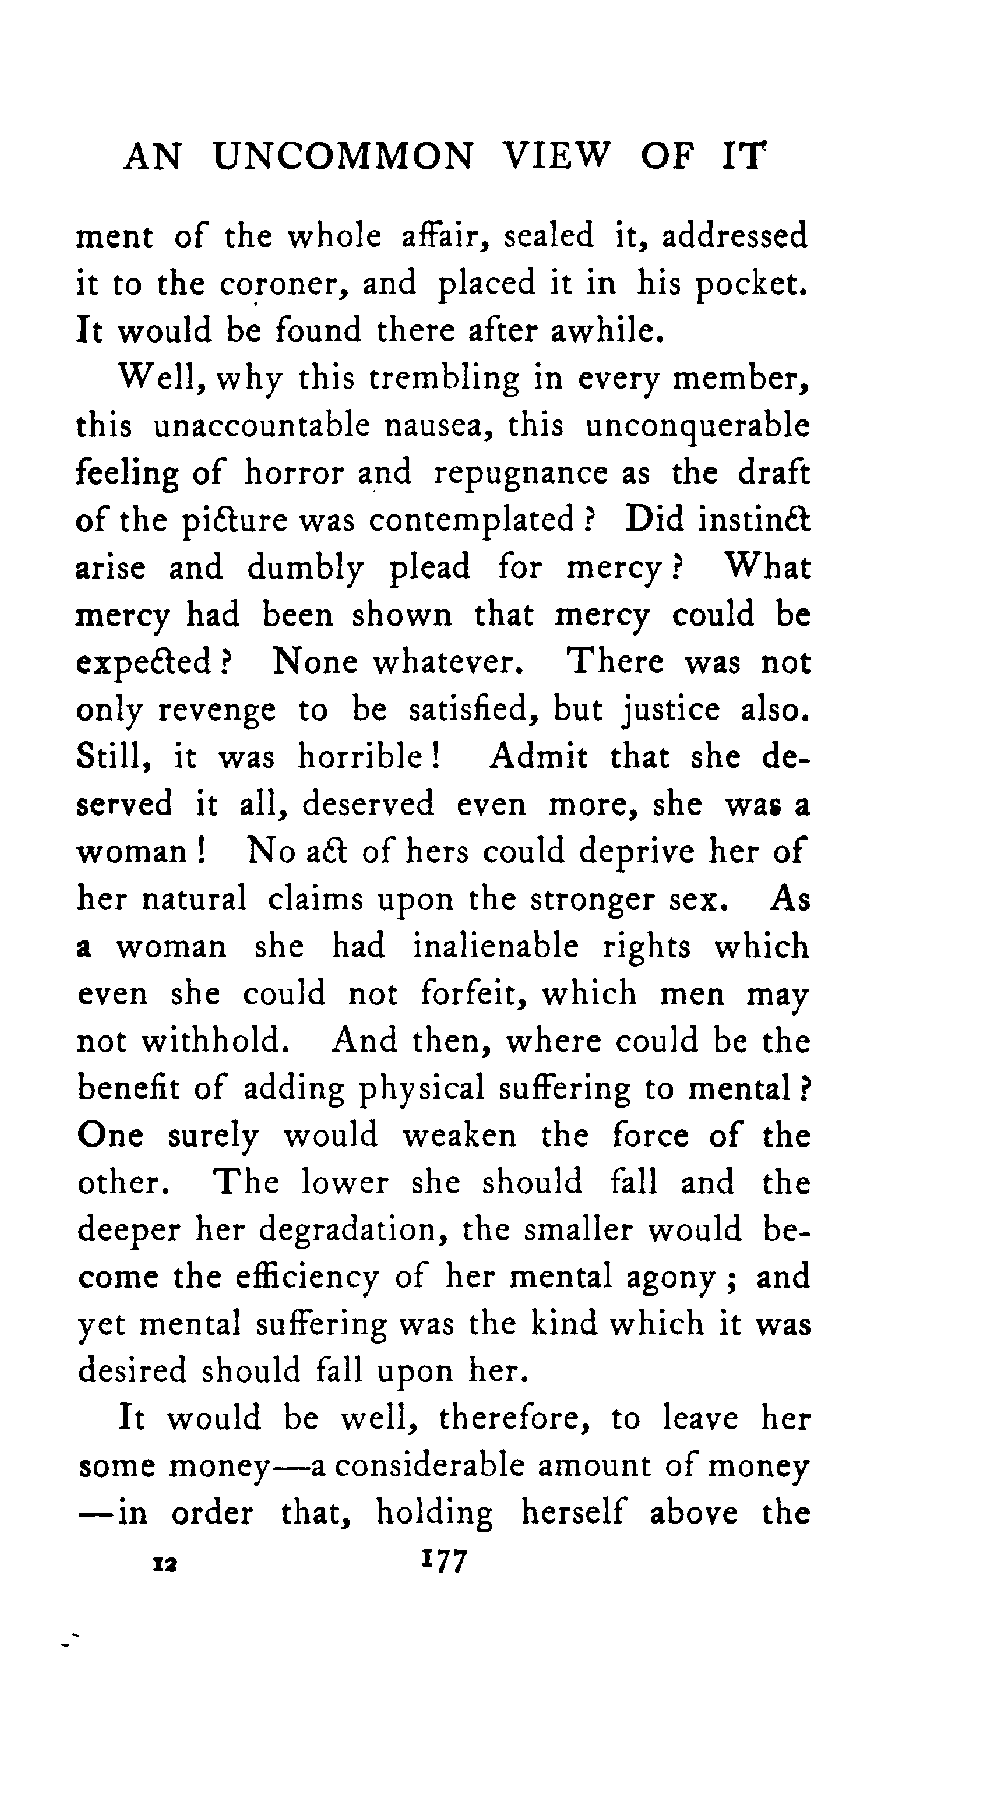 AN UNCOMMON VIEW OF IT
ment of the whole affair, sealed it, addressed
it to the coroner, and placed it in his pocket.
It would be found there after awhile.
Well, why this trembling in every member,
this unaccountable nausea, this unconquerable
feeling of horror and repugnance as the draft
of the picture was contemplated ? Did instinct
arise and dumbly plead for mercy ? What
mercy had been shown that mercy could be
expected ? None whatever. There was not
only revenge to be satisfied, but justice also.
Still, it was horrible ! Admit that she de-
served it all, deserved even more, she was a
woman ! No act of hers could deprive her of
her natural claims upon the stronger sex. As
a woman she had inalienable rights which
even she could not forfeit, which men may
not withhold. And then, where could be the
benefit of adding physical suffering to mental ?
One surely would weaken the force of the
other. The lower she should fall and the
deeper her degradation, the smaller would be-
come the efficiency of her mental agony ; and
yet mental suffering was the kind which it was
desired should fall upon her.
It would be well, therefore, to leave her
some money—a considerable amount of money
—in order that, holding herself above the
12 177